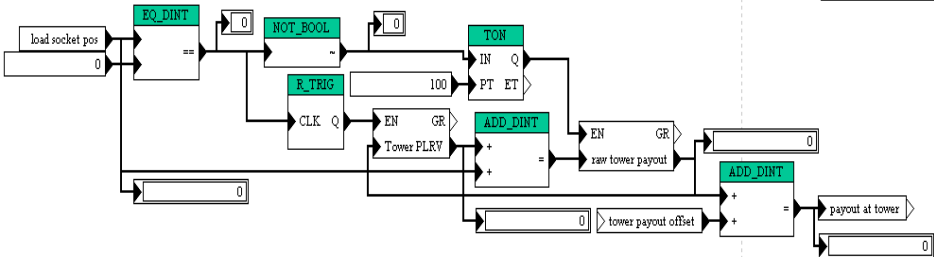 EQ_DINT
load socket pos
0
==
0
NOT_BOOL
~
0
TON
IN Q
PT ET
100
R_TRIG
CLK Q
EN GR
Tower PLRV
ADD_DINT
+
=
+
EN GR
raw tower payout
0
ADD_DINT
+
=
+
0
0
tower payout offset
payout at tower
0